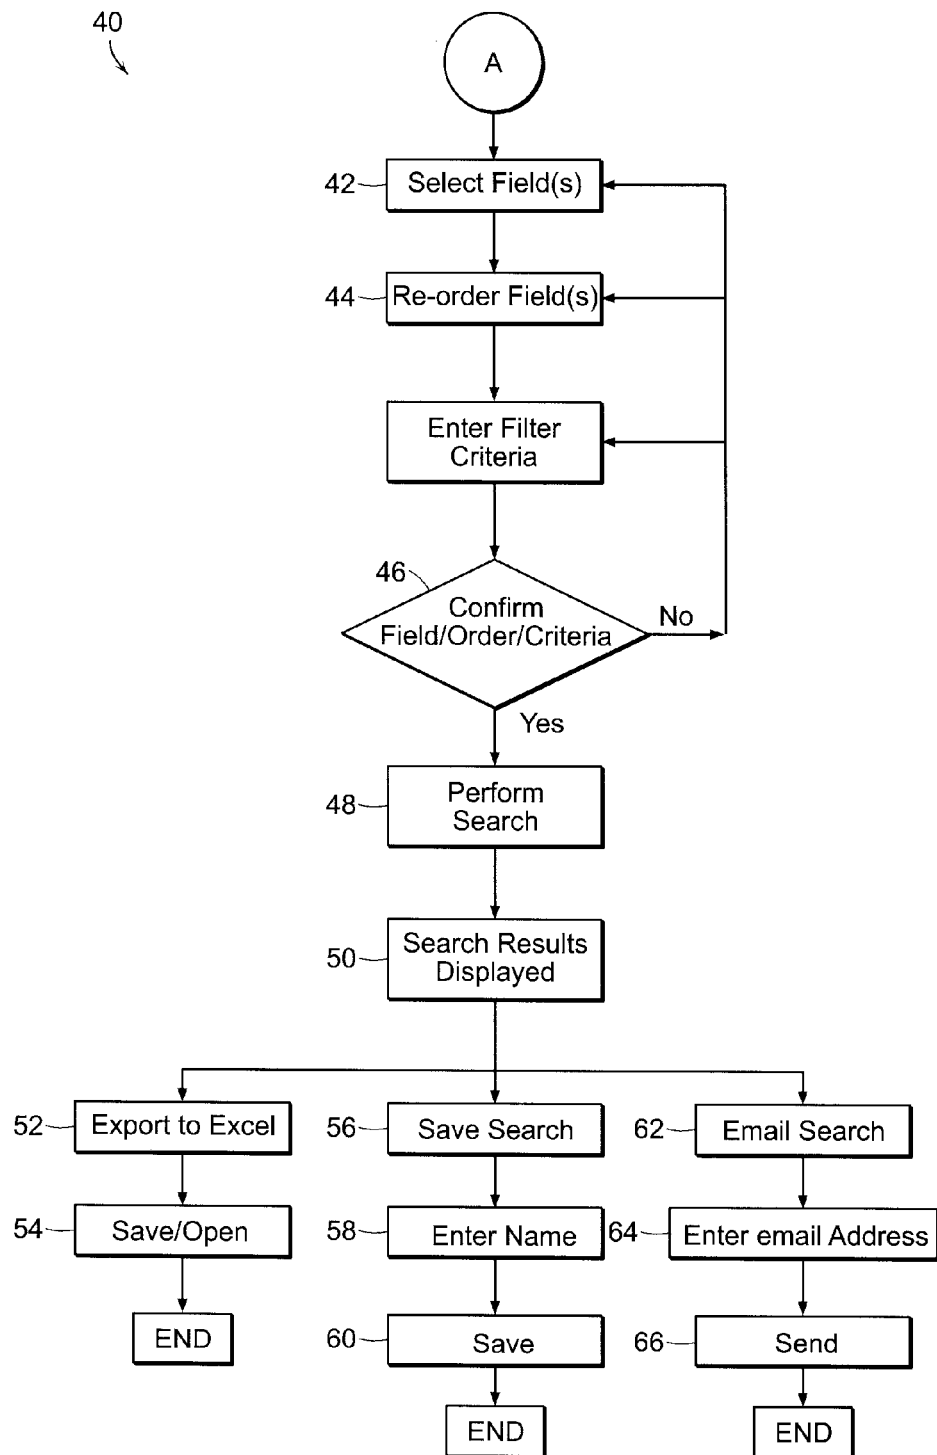 40
A
42
Select Field(s)
44
Re-order Field(s)
Enter Filter
Criteria
46
Confirm
Field/Order/Criteria
No
Yes
48
Perform
Search
50
Search Results
Displayed
52
Export to Excel
56
Save Search
62
Email Search
54
Save/Open
58
Enter Name
64
Enter email Address
END
60
Save
66
Send
END
END